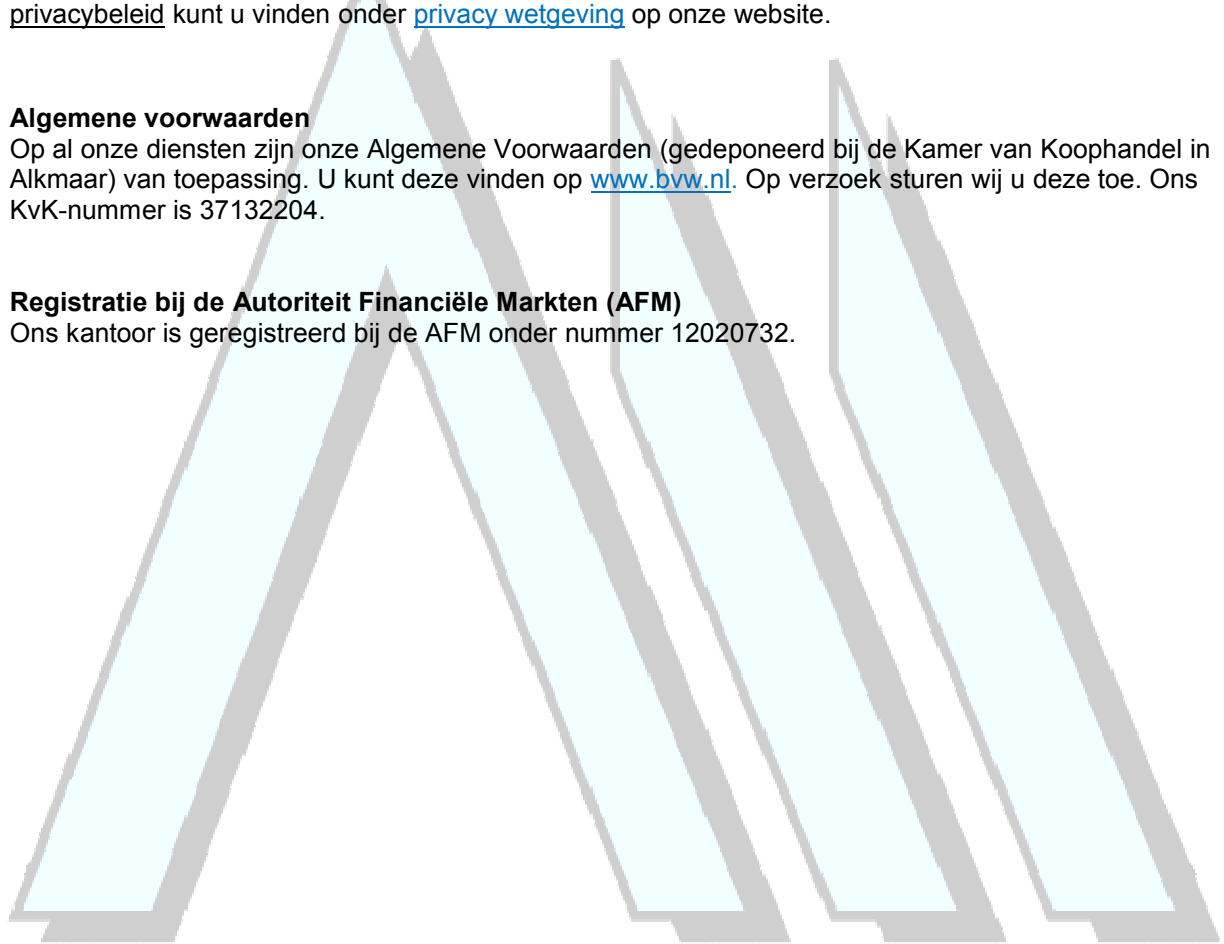 privacybeleid kunt u vinden onder privacy wetgeving op onze website.
Algemene voorwaarden
Op al onze diensten zijn onze Algemene Voorwaarden (gedeponeerd bij de Kamer van Koophandel in
Alkmaar) van toepassing. U kunt deze vinden op www.bvw.nl. Op verzoek sturen wij u deze toe. Ons
KvK-nummer is 37132204.
Registratie bij de Autoriteit Financiële Markten (AFM)
Ons kantoor is geregistreerd bij de AFM onder nummer 12020732.